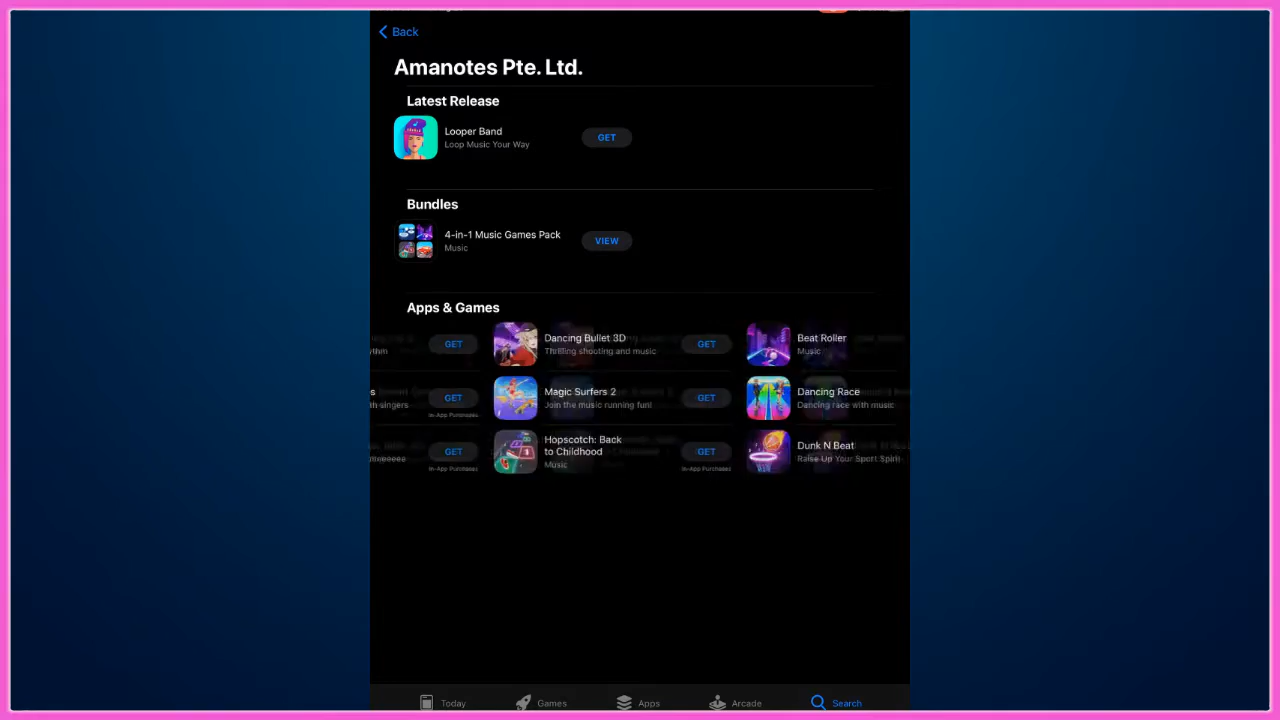 Back
Amanotes Pte. Ltd.
Latest Release
Looper Band
Loop Music Your Way
GET
Bundles
4-in-1 Music Games Pack
Music
VIEW
Apps & Games
GET
Dancing Bullet 3D
Thrilling shooting and music
GET
Beat Roller
Music
GET
In-App Purchases
Magic Surfers 2
Join the music running fun!
GET
Dancing Race
Dancing race with music
GET
In-App Purchases
Hopscotch: Back
to Childhood
Music
GET
In-App Purchases
Dunk N Beat
Raise Up Your Sport Spirit
Today
Games
Apps
Arcade
Search